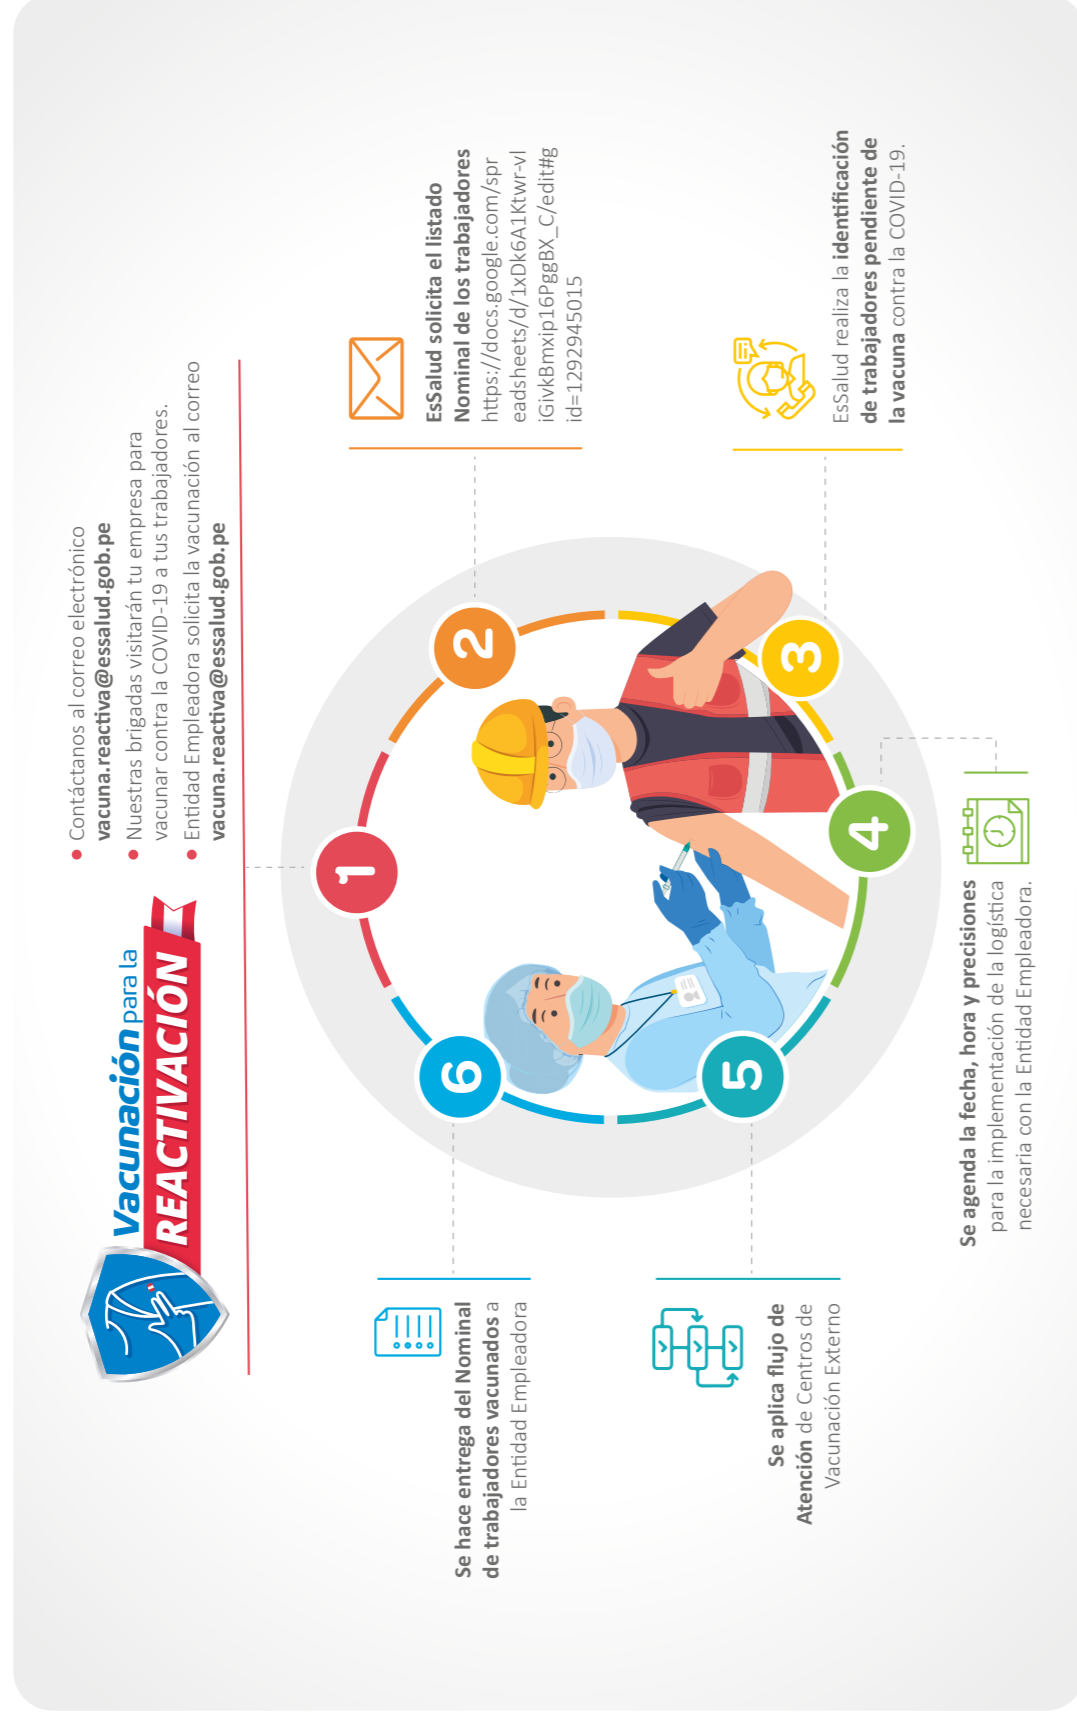 Vacunación para la
REACTIVACIÓN
• Contáctanos al correo electrónico
vacuna.reactiva@essalud.gob.pe
• Nuestras brigadas visitarán tu empresa para
vacunar contra la COVID-19 a tus trabajadores.
• Entidad Empleadora solicita la vacunación al correo
vacuna.reactiva@essalud.gob.pe
1
2
EsSalud solicita el listado
Nominal de los trabajadores
https://docs.google.com/spr
eadsheets/d/1xDk6A1Ktwr-vl
iGivkBmxip16PggBX_C/edit#g
id=1292945015
3
EsSalud realiza la identificación
de trabajadores pendiente de
la vacuna contra la COVID-19.
4
Se agenda la fecha, hora y precisiones
para la implementación de la logística
necesaria con la Entidad Empleadora.
5
Se aplica flujo de
Atención de Centros de
Vacunación Externo
6
Se hace entrega del Nominal
de trabajadores vacunados a
la Entidad Empleadora